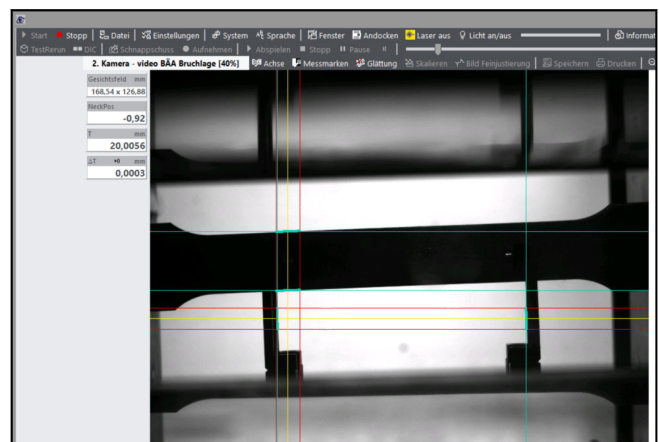 Start Stopp Datei Einstellungen System Sprache Fenster Andocken Laser aus Licht an/aus Informat
TestRerun DIC Schnappschuss Aufnehmen Abspielen Stopp Pause
2. Kamera - video BÄA Bruchlage [40%] Achse Messmarken Glättung Skalieren Bild Feinjustierung Speichern Drucken
Gesichtsfeld mm
168,54 x 126,88
NeckPos
-0,92
T mm
20,0056
ΔT +0 mm
0,0003